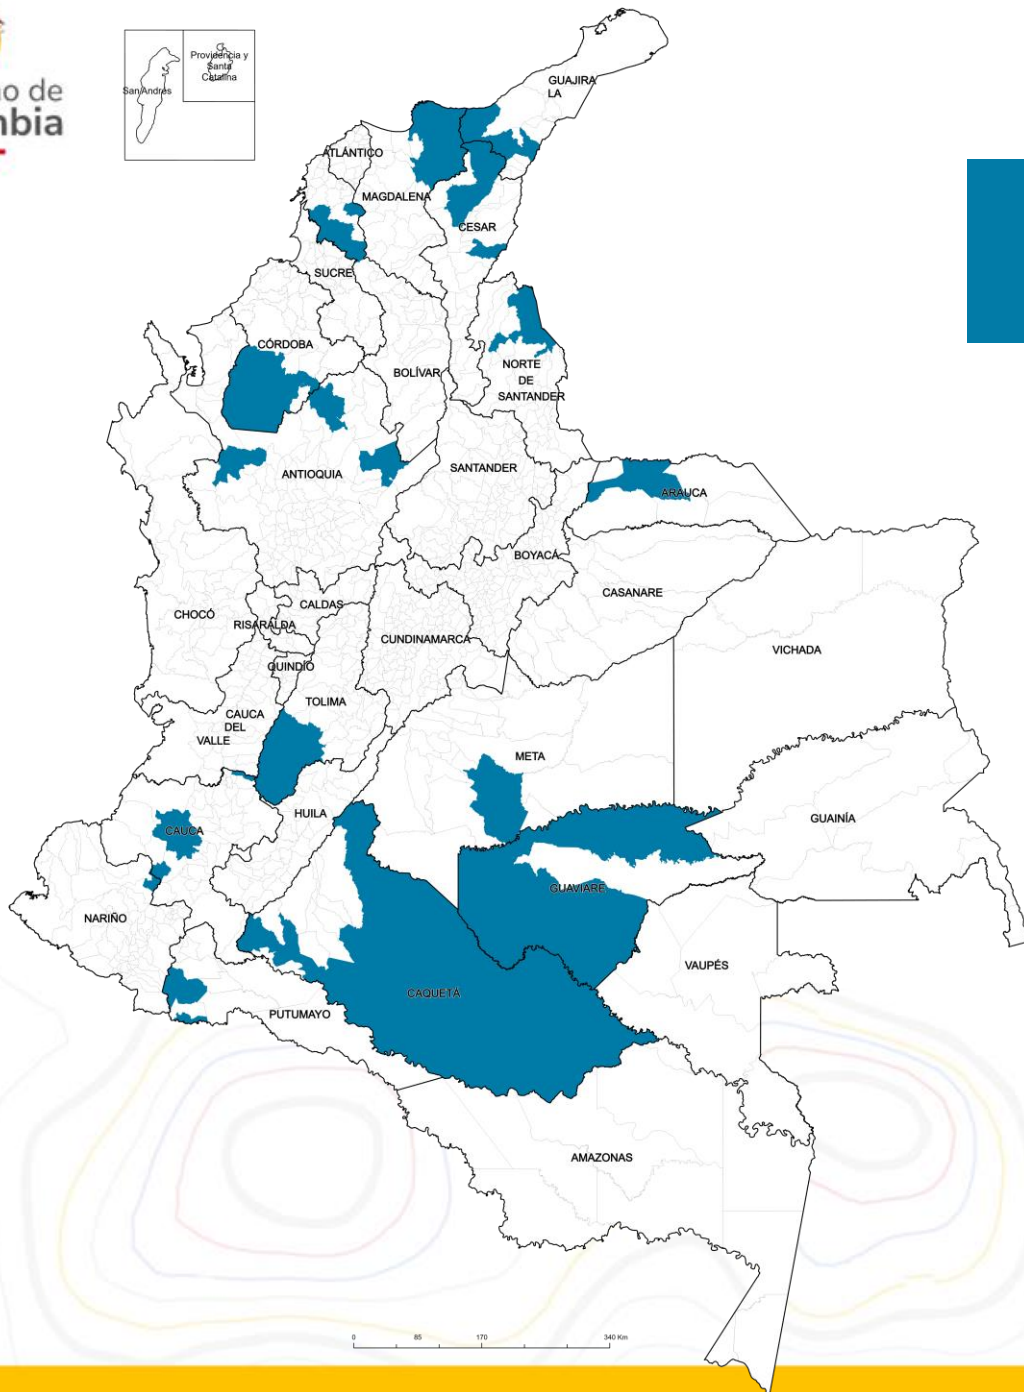 o de
bia
San Andrés
Providencia y
Santa
Catalina
GUAJIRA
LA
ATLÁNTICO
MAGDALENA
CESAR
SUCRE
CÓRDOBA
BOLÍVAR
NORTE
DE
SANTANDER
ANTIOQUIA
SANTANDER
ARAUCA
BOYACÁ
CASANARE
CHOCÓ
CALDAS
RISARALDA
CUNDINAMARCA
VICHADA
QUINDÍO
TOLIMA
CAUCA
DEL
VALLE
META
HUILA
GUAINÍA
CAUCA
GUAVIARE
NARIÑO
VAUPÉS
CAQUETÁ
PUTUMAYO
AMAZONAS
0 85 170 340 Km